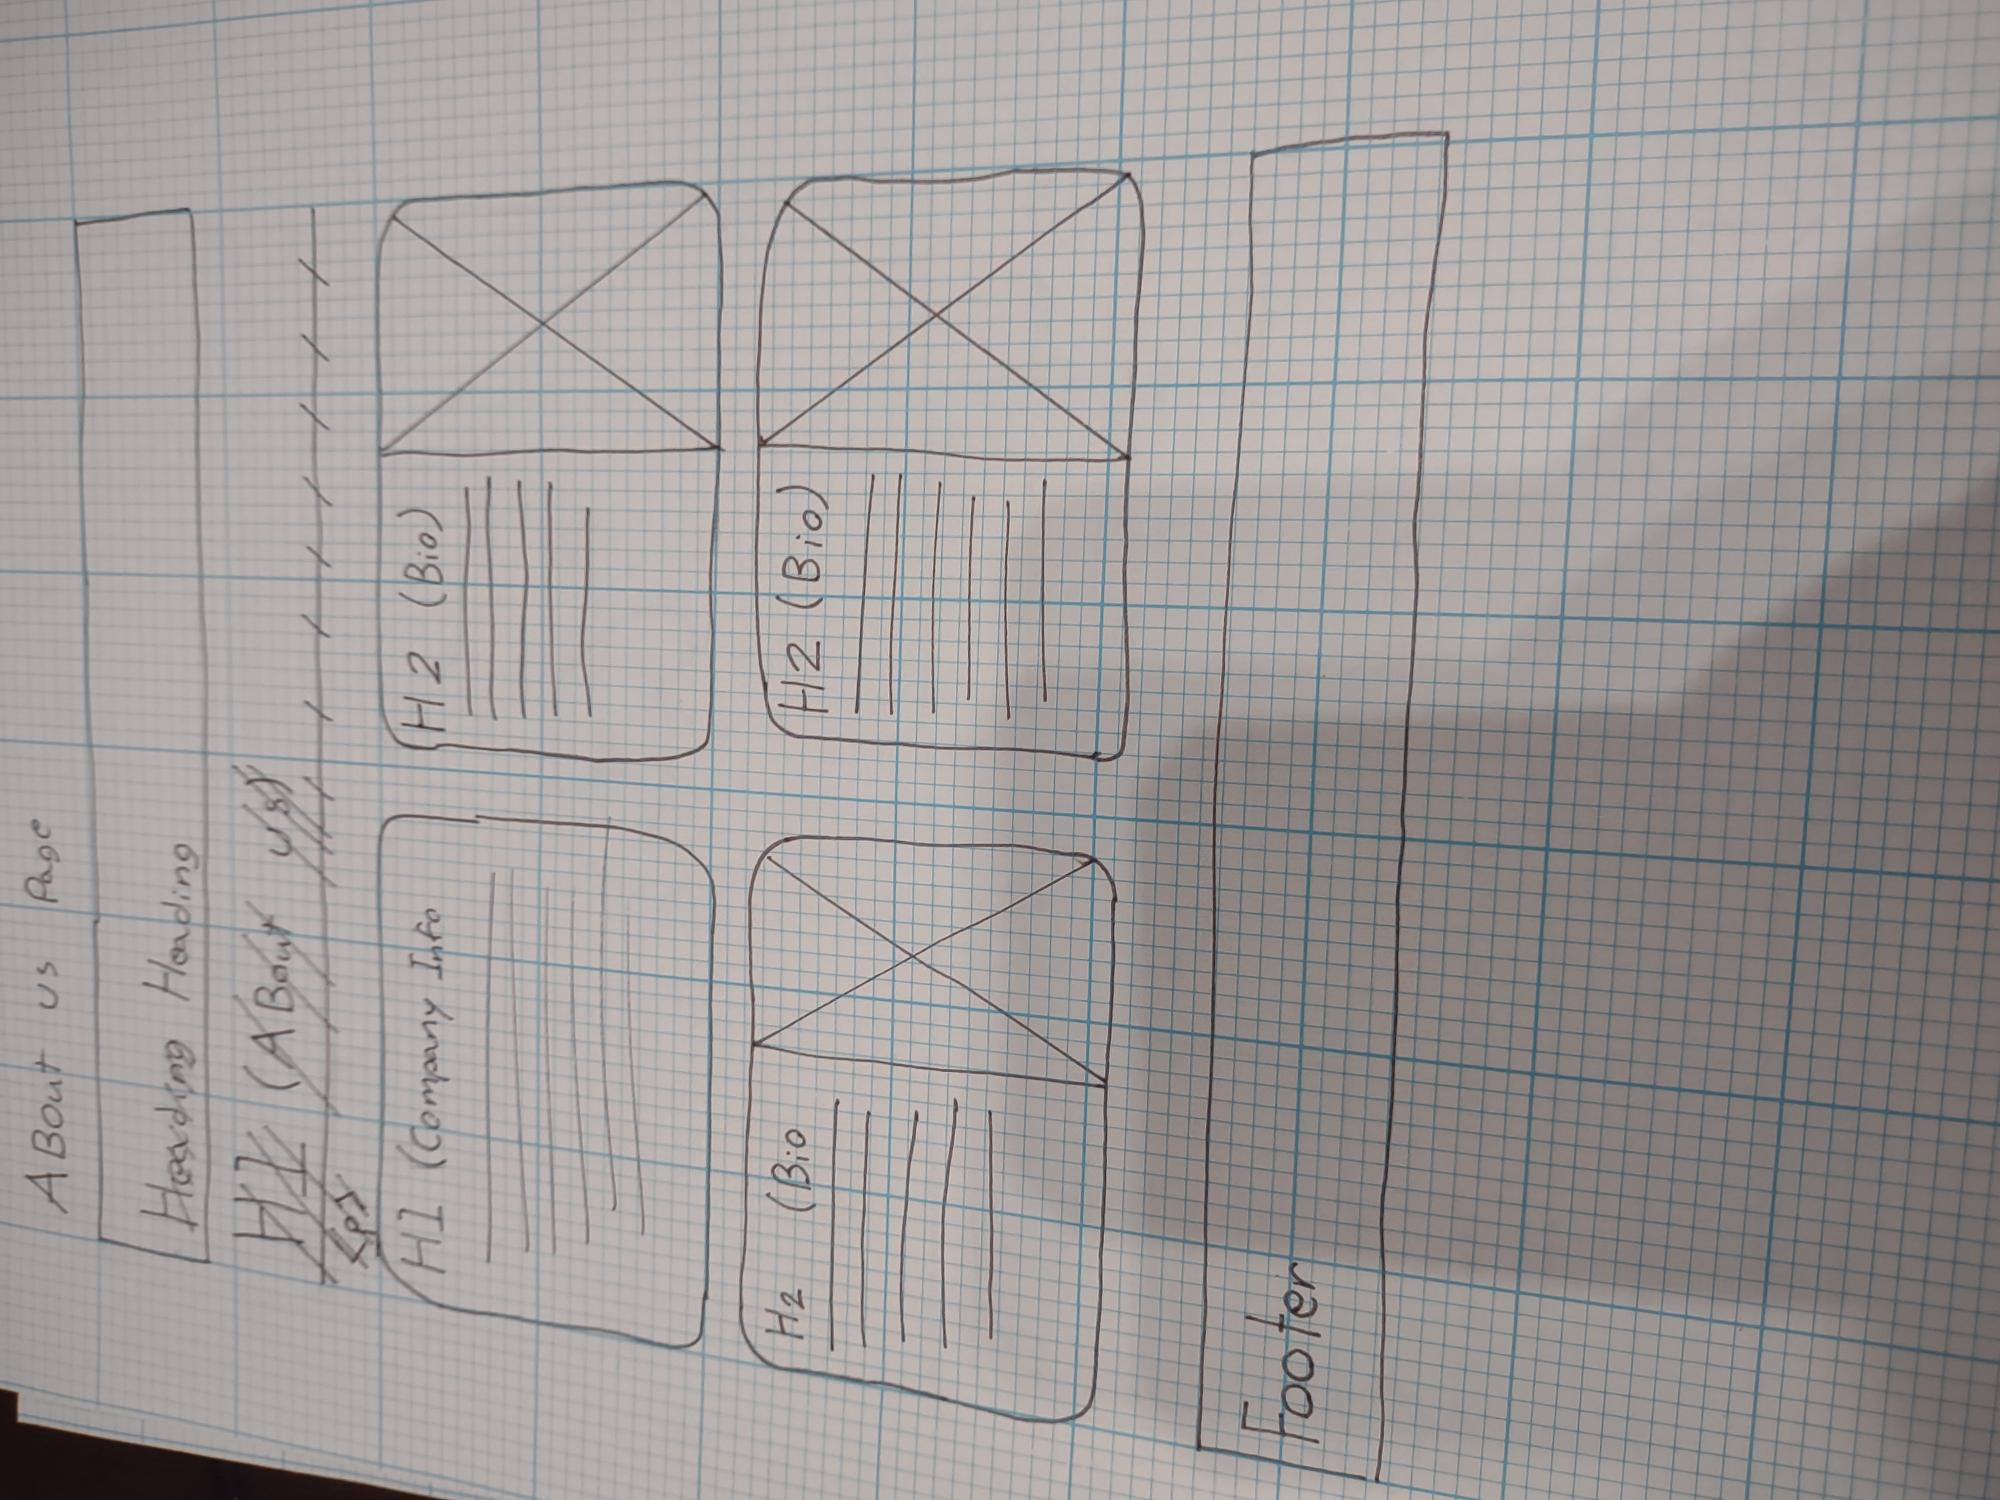 ABout us Page
Heading Heading
H1 (ABout us)
<p>
H1 (Company Info
H2 (Bio)
H2 (Bio
H2 (Bio)
Footer